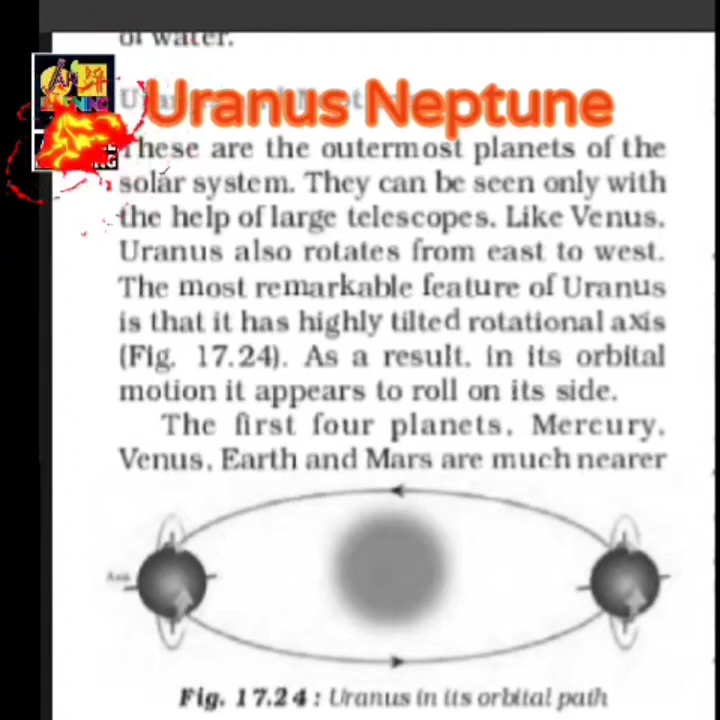 of water.
Uranus Neptune
These are the outermost planets of the
solar system. They can be seen only with
the help of large telescopes. Like Venus,
Uranus also rotates from east to west.
The most remarkable feature of Uranus
is that it has highly tilted rotational axis
(Fig. 17.24). As a result, in its orbital
motion it appears to roll on its side.
The first four planets, Mercury,
Venus, Earth and Mars are much nearer
Axis
Fig. 17.24 : Uranus in its orbital path